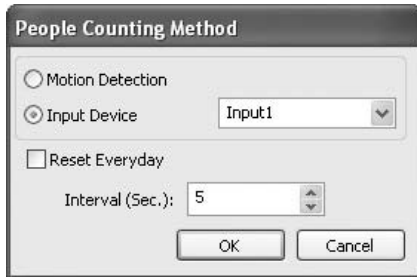 People Counting Method
Motion Detection
Input Device Input1
Reset Everyday
Interval (Sec.): 5
OK Cancel